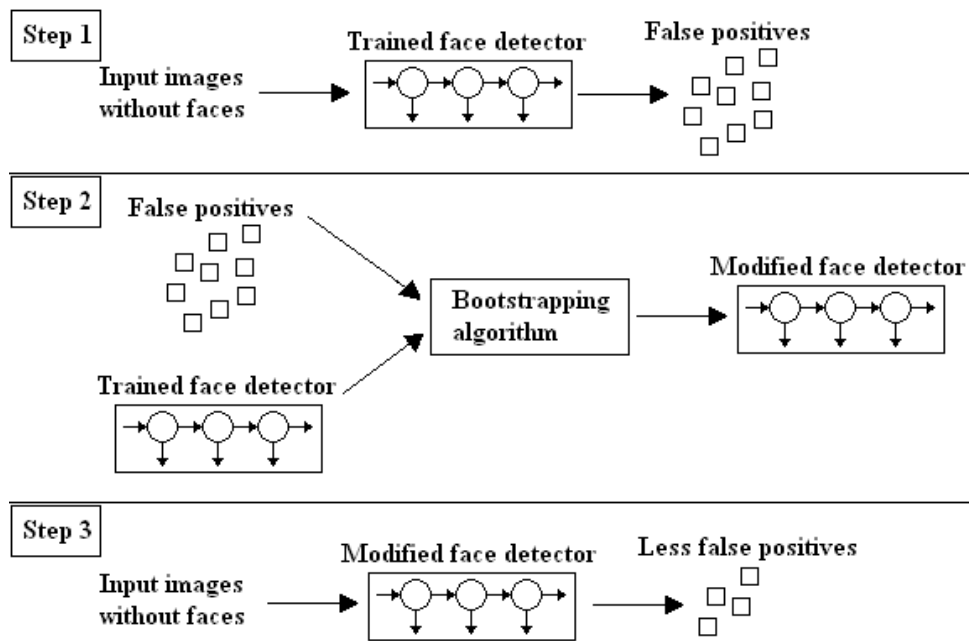 Step 1
Input images
without faces
Trained face detector
False positives
Step 2
False positives
Trained face detector
Bootstrapping
algorithm
Modified face detector
Step 3
Input images
without faces
Modified face detector
Less false positives